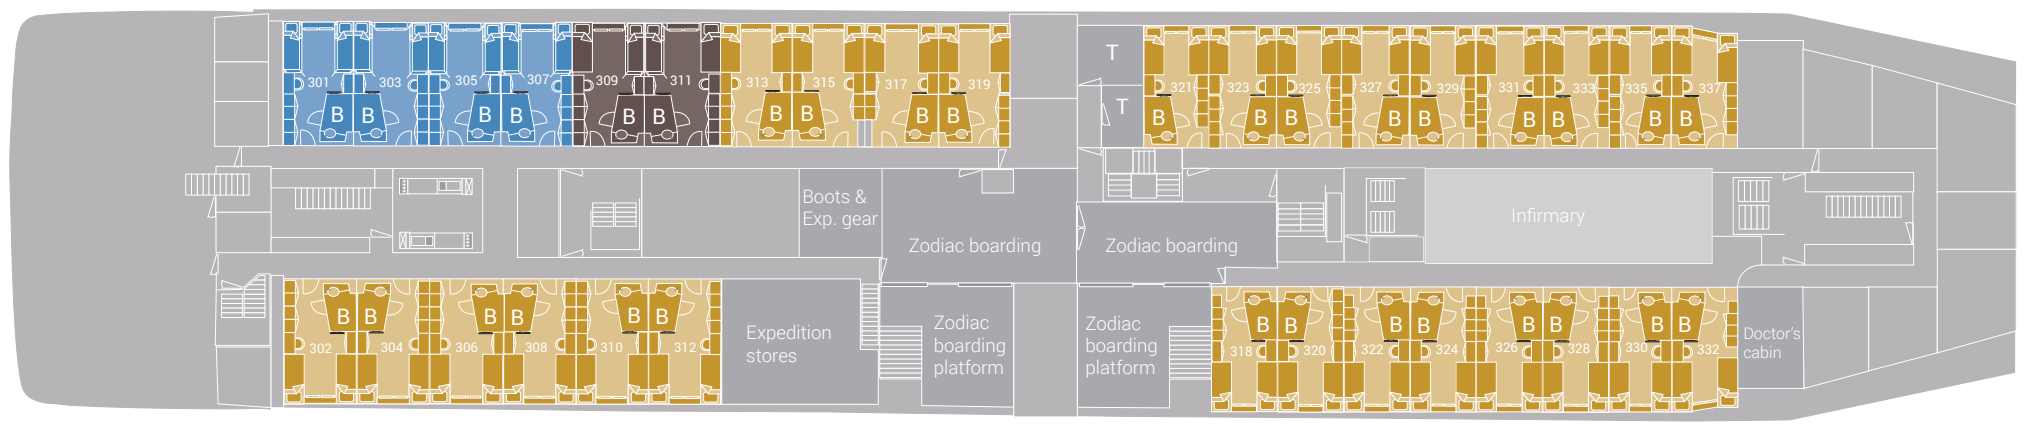 301 303 305 307 309 311 313 315 317 319 321 323 325 327 329 331 333 335 337
B B B B B B B B B B B B B B B B B B B
T
T
Boots &
Exp. gear
Zodiac boarding
Zodiac boarding
Infirmary
B B B B B B B B B B B B B B
302 304 306 308 310 312 318 320 322 324 326 328 330 332
Expedition
stores
Zodiac
boarding
platform
Zodiac
boarding
platform
Doctor's
cabin